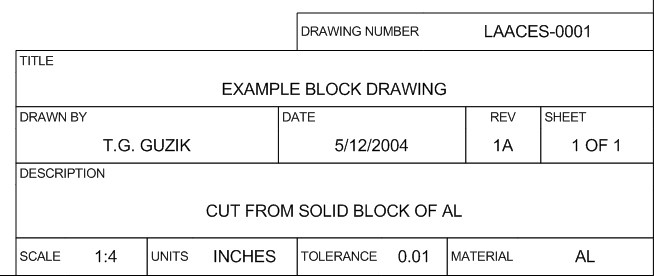 DRAWING NUMBER LAACES-0001
TITLE
EXAMPLE BLOCK DRAWING
DRAWN BY DATE REV SHEET
T.G. GUZIK 5/12/2004 1A 1 OF 1
DESCRIPTION
CUT FROM SOLID BLOCK OF AL
SCALE 1:4 UNITS INCHES TOLERANCE 0.01 MATERIAL AL